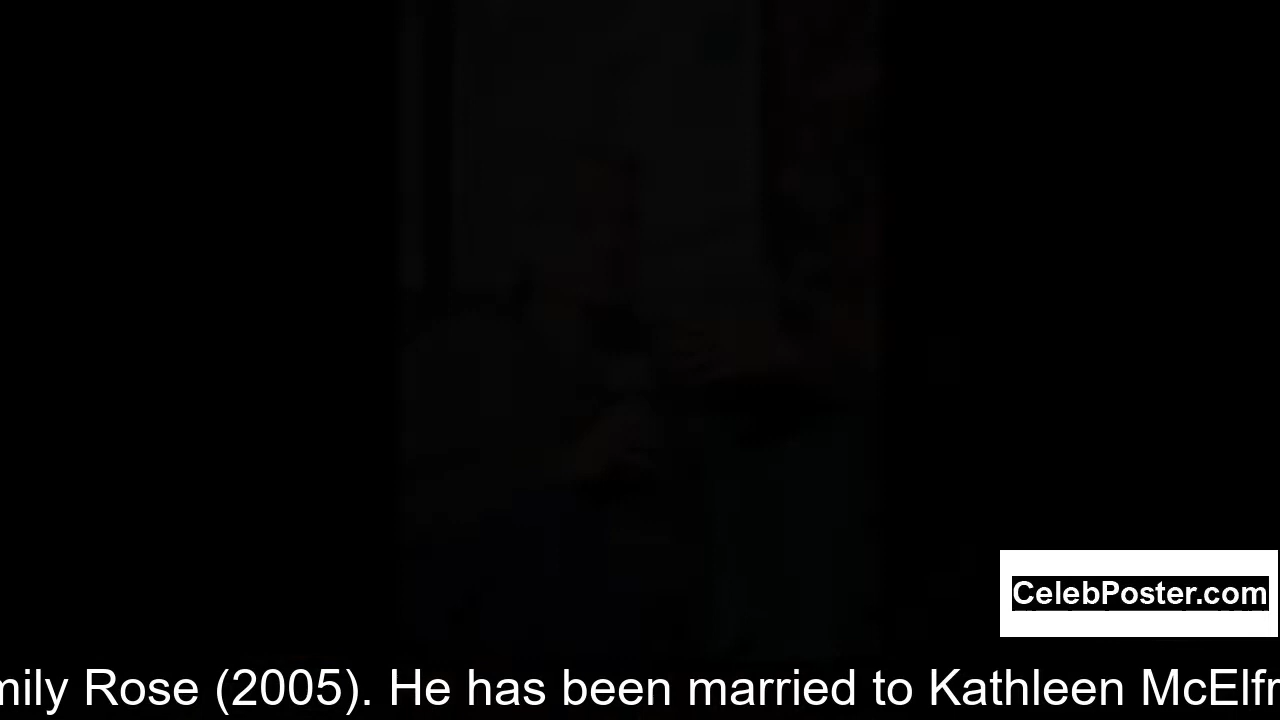 CelebPoster.com
mily Rose (2005). He has been married to Kathleen McElfr